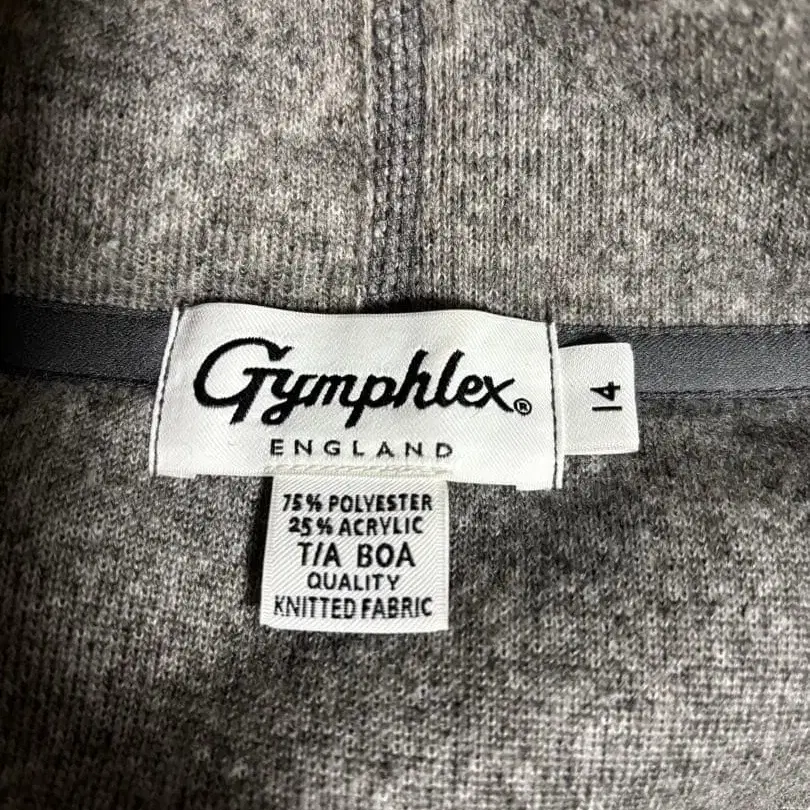 Gymphlex®
ENGLAND
14
75% POLYESTER
25% ACRYLIC
T/A BOA
QUALITY
KNITTED FABRIC